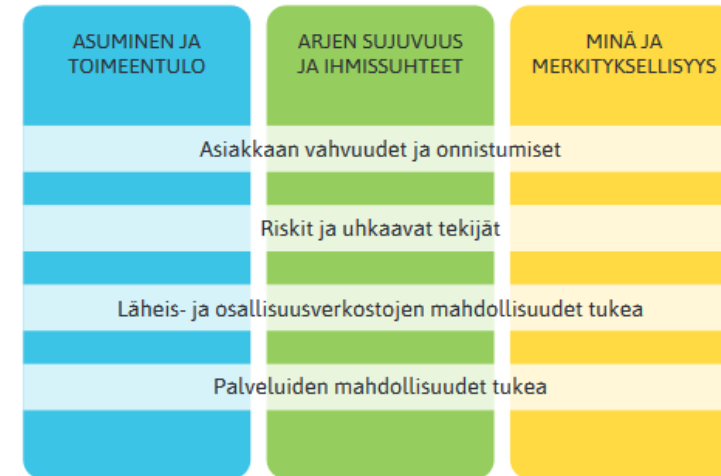 ASUMINEN JA
TOIMEENTULO
ARJEN SUJUVUUS
JA IHMISSUHTEET
MINÄ JA
MERKITYKSELLISYYS
Asiakkaan vahvuudet ja onnistumiset
Riskit ja uhkaavat tekijät
Läheis- ja osallisuusverkostojen mahdollisuudet tukea
Palveluiden mahdollisuudet tukea